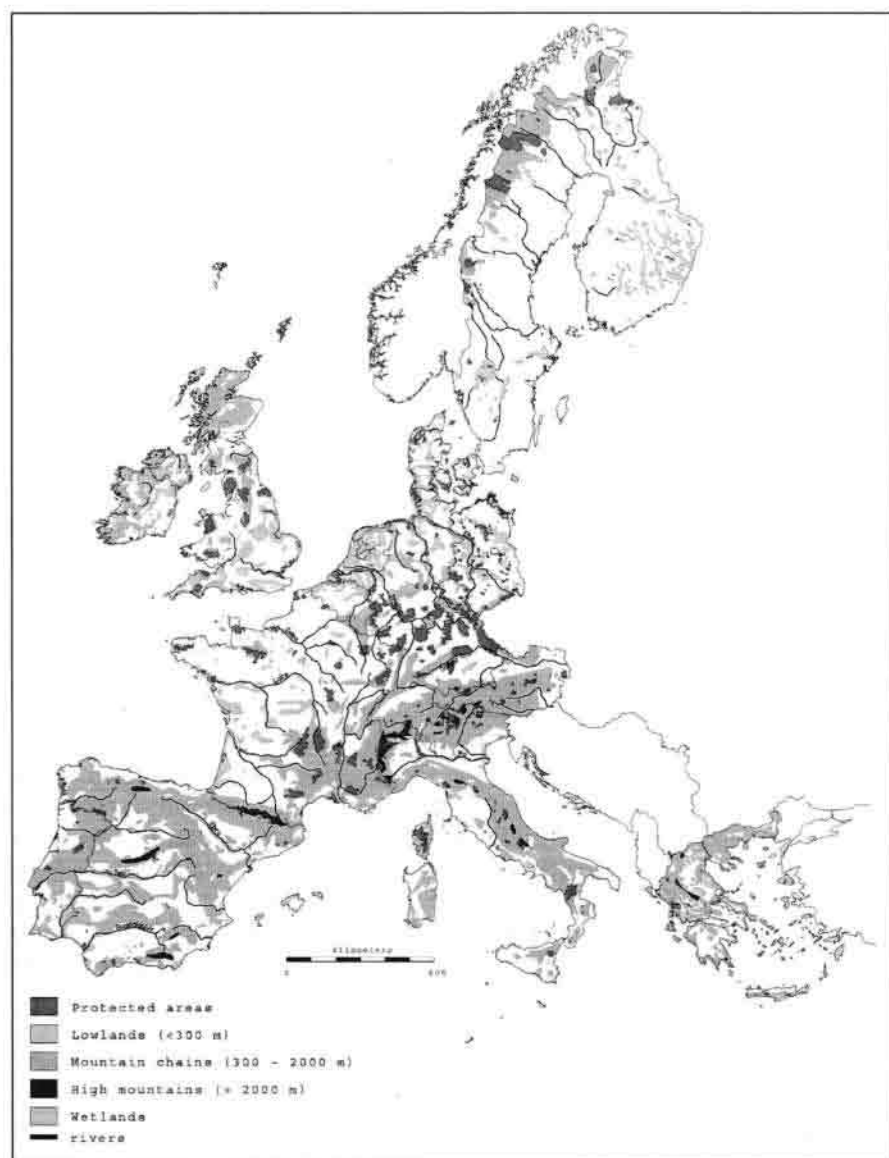 Kilometers
0 600
Protected areas
Lowlands (<300 m)
Mountain chains (300 - 2000 m)
High mountains (+ 2000 m)
Wetlands
rivers